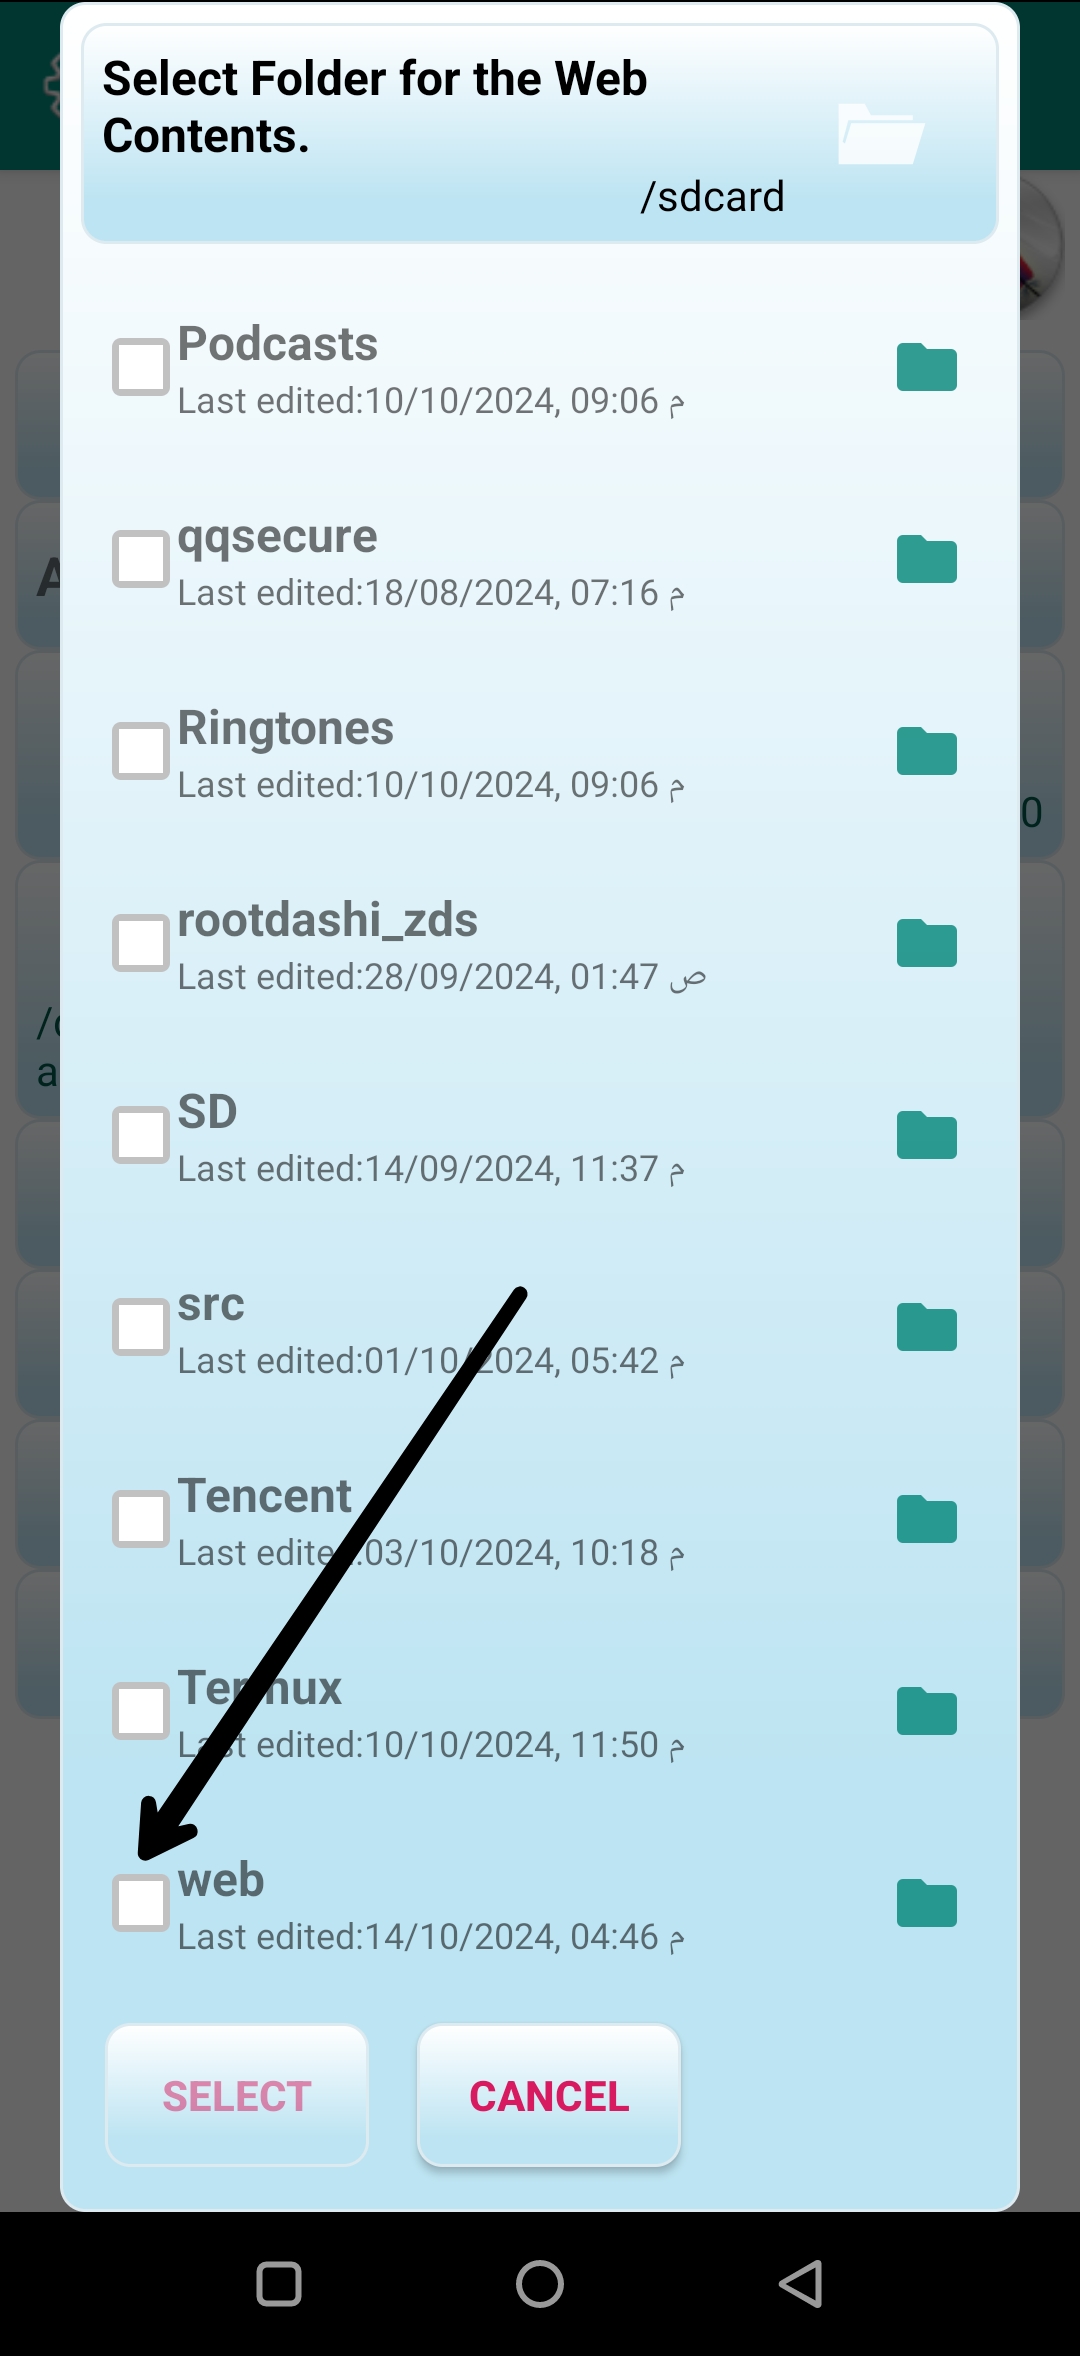 Select Folder for the Web
Contents.
/sdcard
Podcasts
Last edited:10/10/2024, 09:06 م
qqsecure
Last edited:18/08/2024, 07:16 م
Ringtones
Last edited:10/10/2024, 09:06 م
rootdashi_zds
Last edited:28/09/2024, 01:47 ص
SD
Last edited:14/09/2024, 11:37 م
src
Last edited:01/10/2024, 05:42 م
Tencent
Last edited:03/10/2024, 10:18 م
Termux
Last edited:10/10/2024, 11:50 م
web
Last edited:14/10/2024, 04:46 م
SELECT
CANCEL